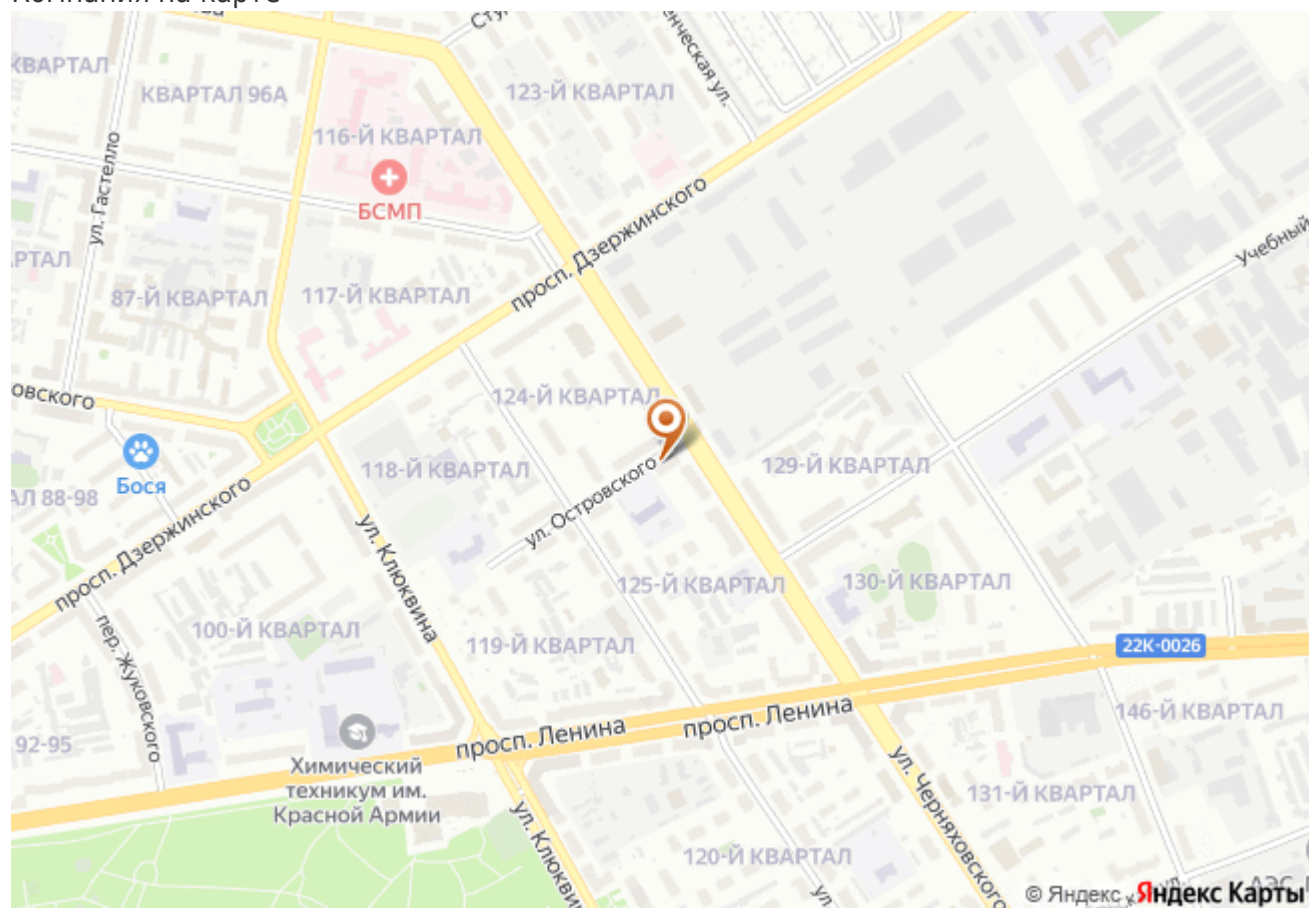 Компания на карте
КВАРТАЛ
КВАРТАЛ 96А
123-Й КВАРТАЛ
116-Й КВАРТАЛ
ул. Гастелло
БСМП
просп. Дзержинского
Учебный
87-Й КВАРТАЛ
117-Й КВАРТАЛ
124-Й КВАРТАЛ
Бося
118-Й КВАРТАЛ
129-Й КВАРТАЛ
88-98
ул. Островского
просп. Дзержинского
ул. Клюквина
125-Й КВАРТАЛ
130-Й КВАРТАЛ
пер. Жуковского
100-Й КВАРТАЛ
119-Й КВАРТАЛ
22К-0026
92-95
просп. Ленина
просп. Ленина
146-Й КВАРТАЛ
Химический
техникум им.
Красной Армии
ул. Черняховского
131-Й КВАРТАЛ
120-Й КВАРТАЛ
ул.
© Яндекс Яндекс Карты